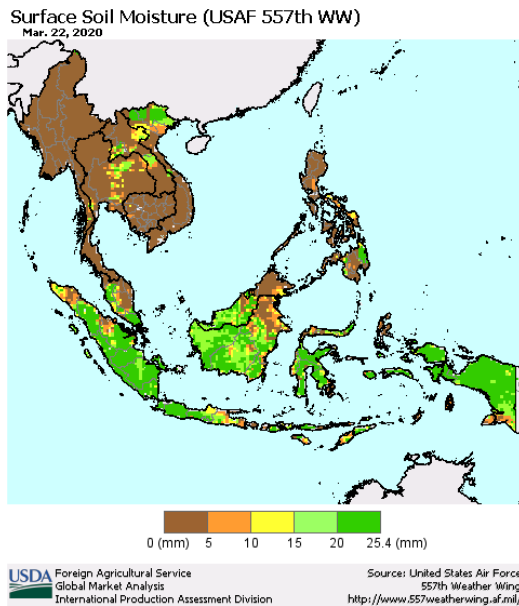 Surface Soil Moisture (USAF 557th WW)
Mar. 22, 2020
0 (mm) 5 10 15 20 25.4 (mm)
USDA Foreign Agricultural Service
Global Market Analysis
International Production Assessment Division
Source: United States Air Force
557th Weather Wing
http://www.557weatherwing.af.mil/